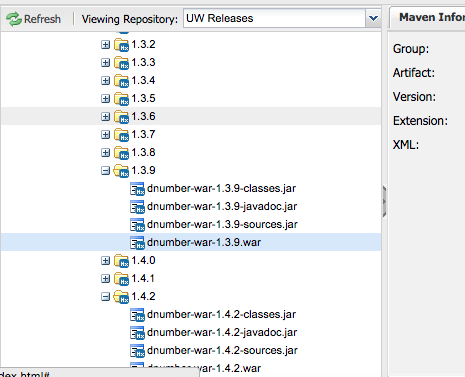 Refresh Viewing Repository: UW Releases
Maven Infor
1.3.2
1.3.3
1.3.4
1.3.5
1.3.6
1.3.7
1.3.8
1.3.9
dnumber-war-1.3.9-classes.jar
dnumber-war-1.3.9-javadoc.jar
dnumber-war-1.3.9-sources.jar
dnumber-war-1.3.9.war
1.4.0
1.4.1
1.4.2
dnumber-war-1.4.2-classes.jar
dnumber-war-1.4.2-javadoc.jar
dnumber-war-1.4.2-sources.jar
dnumber-war-1.4.2.war
dex.html#
Group:
Artifact:
Version:
Extension:
XML: